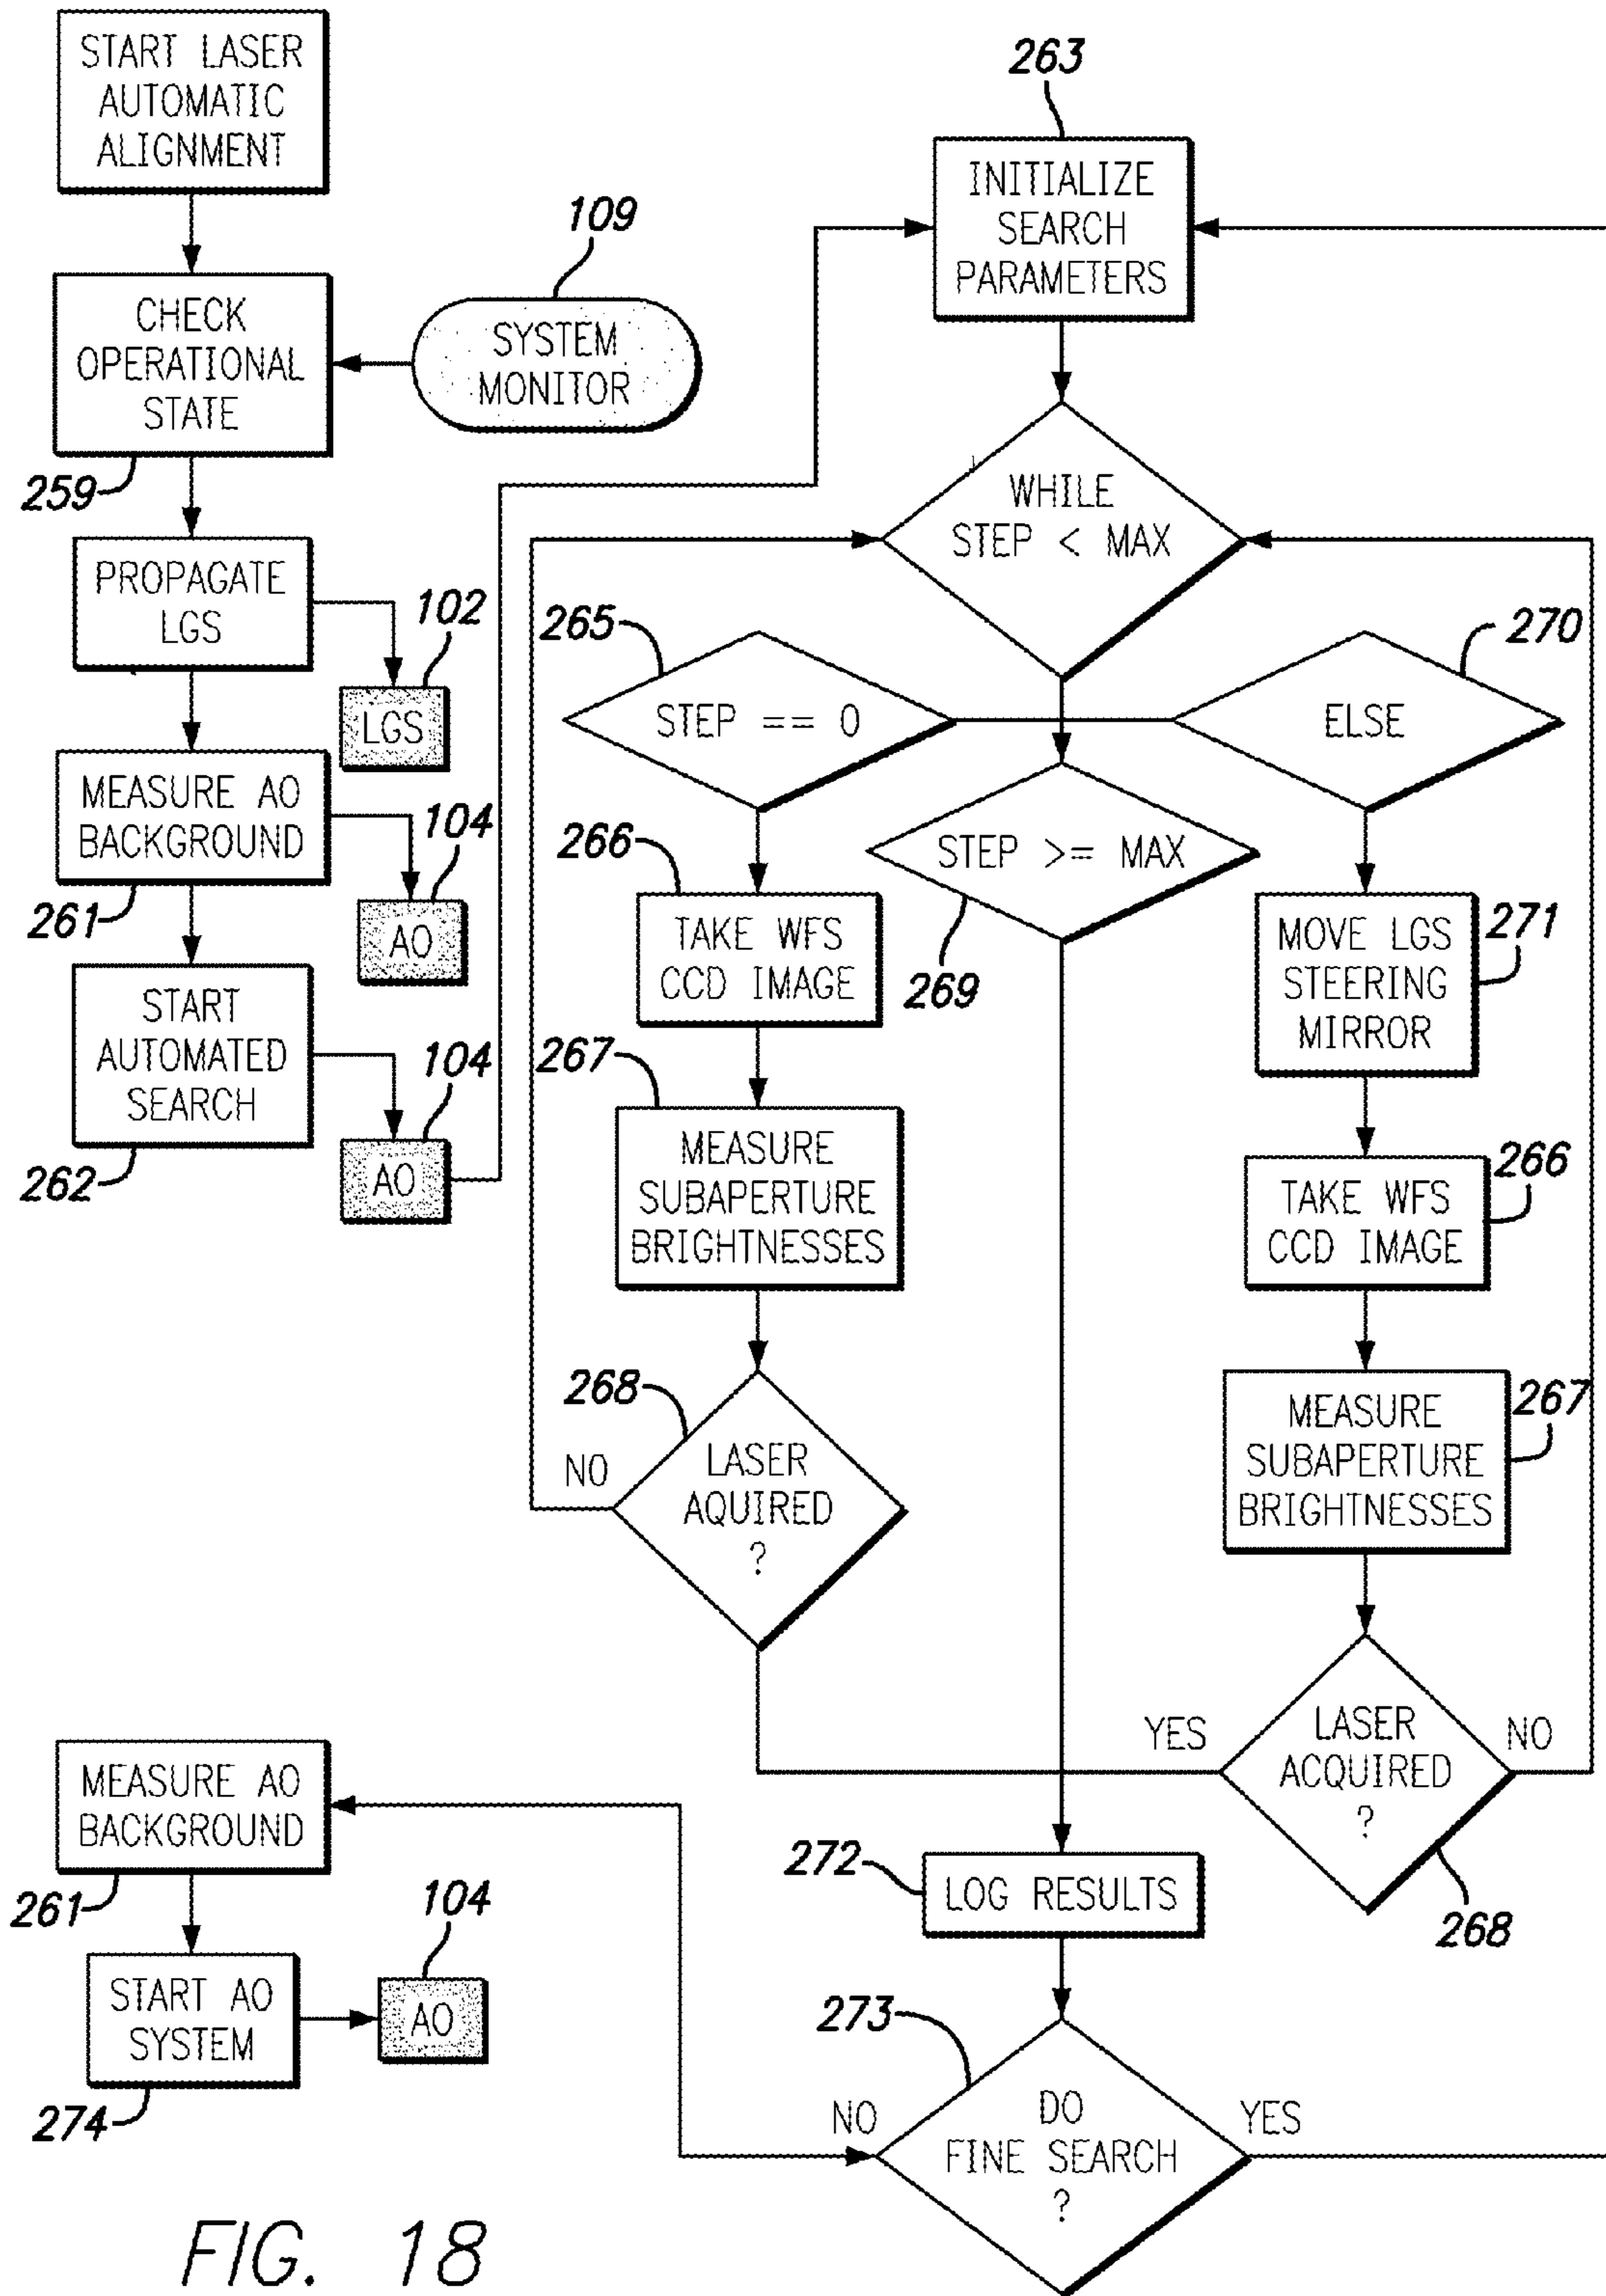 START LASER
AUTOMATIC
ALIGNMENT
CHECK
OPERATIONAL
STATE
259
109
SYSTEM
MONITOR
PROPAGATE
LGS
102
LGS
MEASURE AO
BACKGROUND
261
104
AO
START
AUTOMATED
SEARCH
262
104
AO
263
INITIALIZE
SEARCH
PARAMETERS
WHILE
STEP < MAX
265
STEP == 0
270
ELSE
STEP >= MAX
269
266
TAKE WFS
CCD IMAGE
267
MEASURE
SUBAPERTURE
BRIGHTNESSES
268
LASER
AQUIRED
?
NO
MOVE LGS
STEERING
MIRROR
271
TAKE WFS
CCD IMAGE
266
MEASURE
SUBAPERTURE
BRIGHTNESSES
267
YES
LASER
ACQUIRED
?
NO
268
272
LOG RESULTS
273
NO
DO
FINE SEARCH
?
YES
MEASURE AO
BACKGROUND
261
START AO
SYSTEM
274
104
AO
FIG. 18